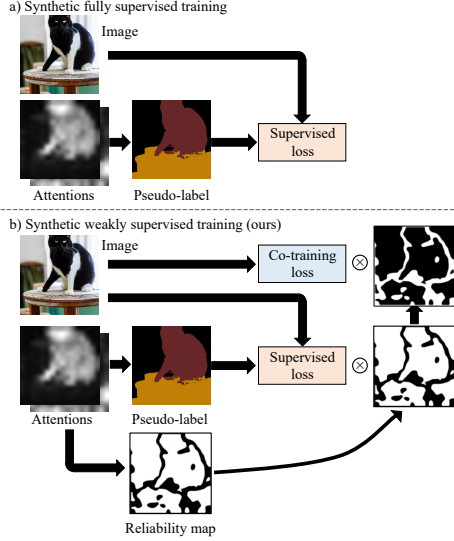 a) Synthetic fully supervised training
Image
Supervised
loss
Attentions
Pseudo-label
b) Synthetic weakly supervised training (ours)
Image
Co-training
loss
⊗
Supervised
loss
⊗
Attentions
Pseudo-label
Reliability map